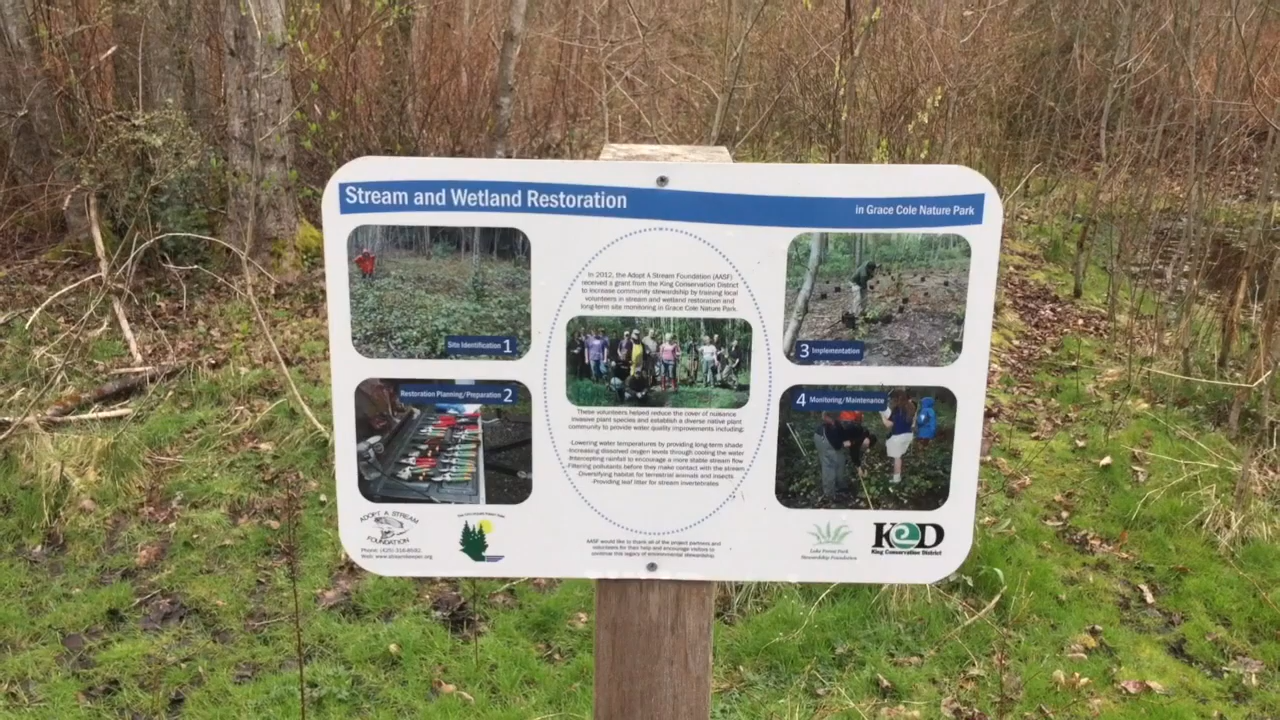 Stream and Wetland Restoration
in Grace Cole Nature Park
Site Identification 1
Restoration Planning/Preparation 2
In 2012, the Adopt A Stream Foundation (AASF)
received a grant from the King Conservation District
to increase community stewardship by training local
volunteers in stream and wetland restoration and
long-term site monitoring in Grace Cole Nature Park.
These volunteers helped reduce the cover of nuisance
invasive plant species and establish a diverse native plant
community to provide water quality improvements including:
-Lowering water temperatures by providing long-term shade
-Increasing dissolved oxygen levels through cooling the water
-Intercepting rainfall to encourage a more stable stream flow
-Filtering pollutants before they make contact with the stream
-Diversifying habitat for terrestrial animals and insects
-Providing leaf litter for stream invertebrates
3 Implementation
4 Monitoring/Maintenance
ADOPT A STREAM
FOUNDATION
Phone: (425)-316-8592
Web: www.streamkeeper.org
AASF would like to thank all of the project partners and
volunteers for their help and encourage visitors to
continue this legacy of environmental stewardship.
Lake Forest Park
Stewardship Foundation
KCD
King Conservation District